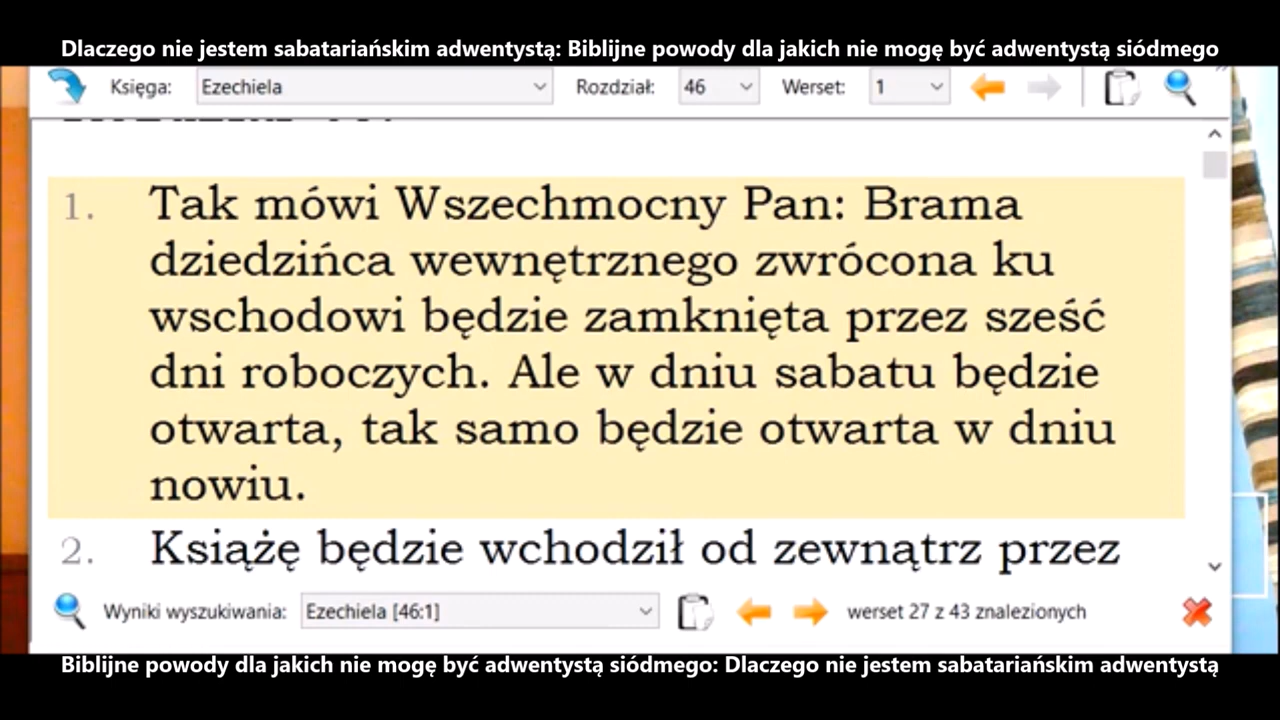 Dlaczego nie jestem sabatariańskim adwentystą: Biblijne powody dla jakich nie mogę być adwentystą siódmego
Księga: Ezechiela Rozdział: 46 Werset: 1
1. Tak mówi Wszechmocny Pan: Brama
dziedzińca wewnętrznego zwrócona ku
wschodowi będzie zamknięta przez sześć
dni roboczych. Ale w dniu sabatu będzie
otwarta, tak samo będzie otwarta w dniu
nowiu.
2. Książę będzie wchodził od zewnątrz przez
Wyniki wyszukiwania: Ezechiela [46:1] werset 27 z 43 znalezionych
Biblijne powody dla jakich nie mogę być adwentystą siódmego: Dlaczego nie jestem sabatariańskim adwentystą